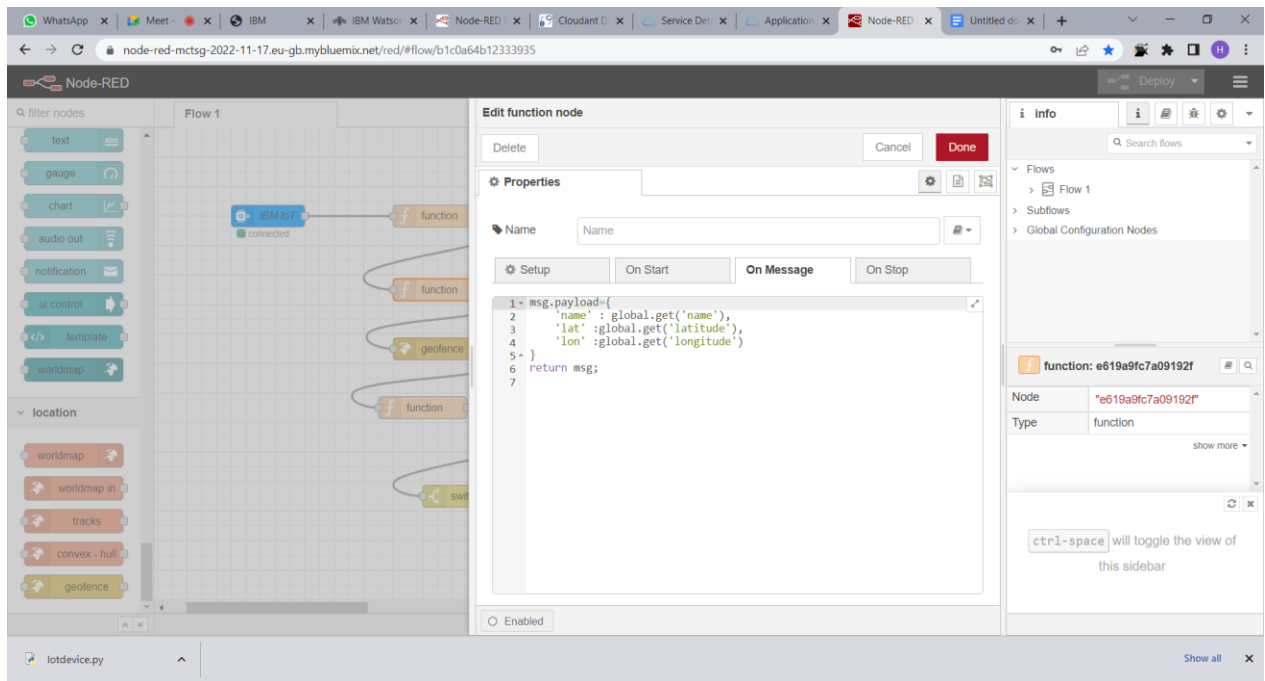 WhatsApp
Meet -
IBM
IBM Watson
Node-RED
Cloudant D
Service Det
Application
Node-RED
Untitled do
node-red-mctsg-2022-11-17.eu-gb.mybluemix.net/red/#flow/b1c0a64b12333935
H
Node-RED
Deploy
filter nodes
text
abc
gauge
chart
audio out
notification
ui control
</> template
worldmap
location
worldmap
worldmap in
tracks
convex - hull
geofence
Flow 1
IBM IoT
connected
f function
f function
geofence
f function
swit
Edit function node
Delete
Cancel
Done
Properties
Name
Name
Setup
On Start
On Message
On Stop
1 msg.payload={
2 'name' : global.get('name'),
3 'lat' :global.get('latitude'),
4 'lon' :global.get('longitude')
5 }
6 return msg;
7
Enabled
i info
i
Search flows
Flows
Flow 1
Subflows
Global Configuration Nodes
f function: e619a9fc7a09192f
Node "e619a9fc7a09192f"
Type function
show more
ctrl-space will toggle the view of
this sidebar
Iotdevice.py
Show all